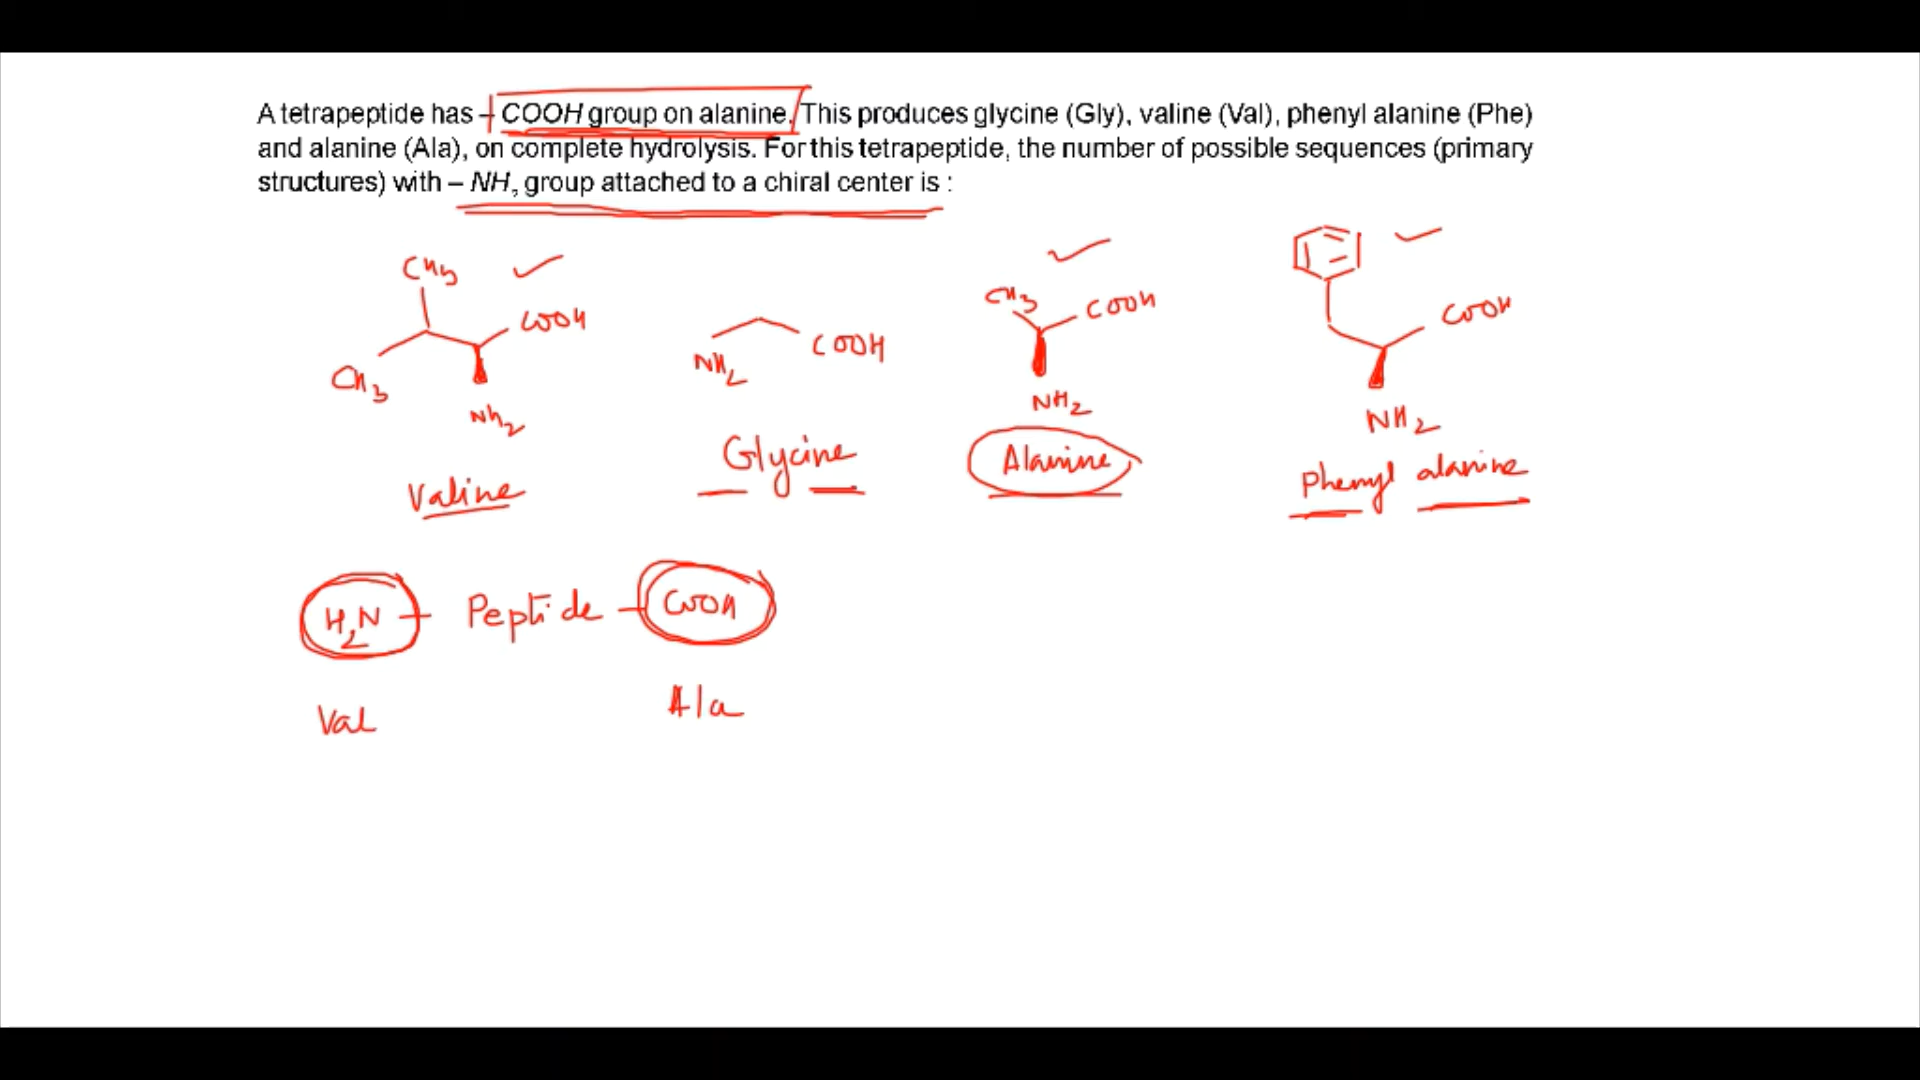 A tetrapeptide has – COOH group on alanine. This produces glycine (Gly), valine (Val), phenyl alanine (Phe)
and alanine (Ala), on complete hydrolysis. For this tetrapeptide, the number of possible sequences (primary
structures) with – NH₂ group attached to a chiral center is :
CH3 COOH
CH3
NH2
Valine
NH2 COOH
Glycine
CH3 COOH
NH2
Alanine
COOH
NH2
Phenyl alanine
H2N – Peptide – COOH
Val Ala